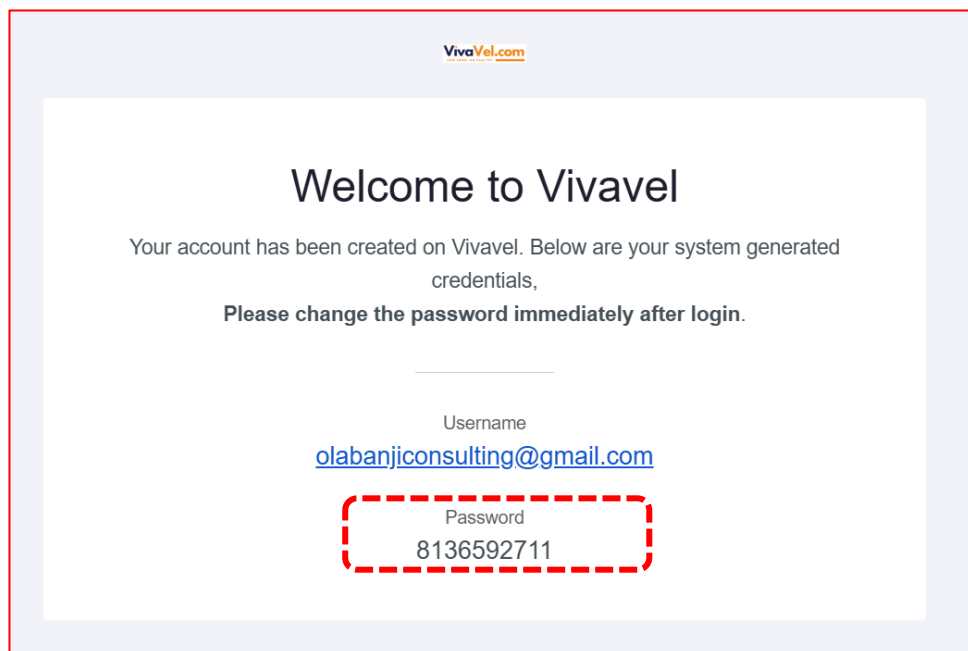 VivaVel.com
Welcome to Vivavel
Your account has been created on Vivavel. Below are your system generated
credentials,
Please change the password immediately after login.
Username
olabanjiconsulting@gmail.com
Password
8136592711